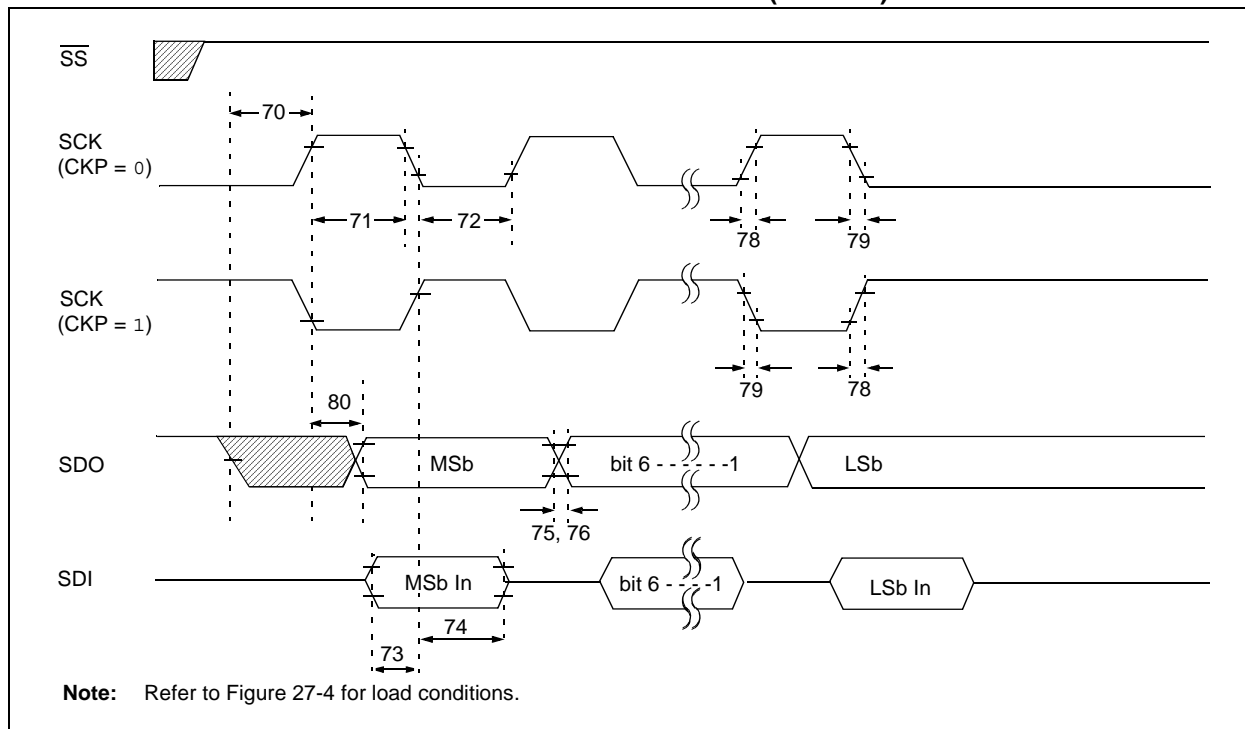 SS
70
SCK
(CKP = 0)
71
72
78
79
SCK
(CKP = 1)
79
78
80
SDO
MSb
bit 6 - - - - - -1
LSb
75, 76
SDI
MSb In
bit 6 - - - -1
LSb In
74
73
Note: Refer to Figure 27-4 for load conditions.